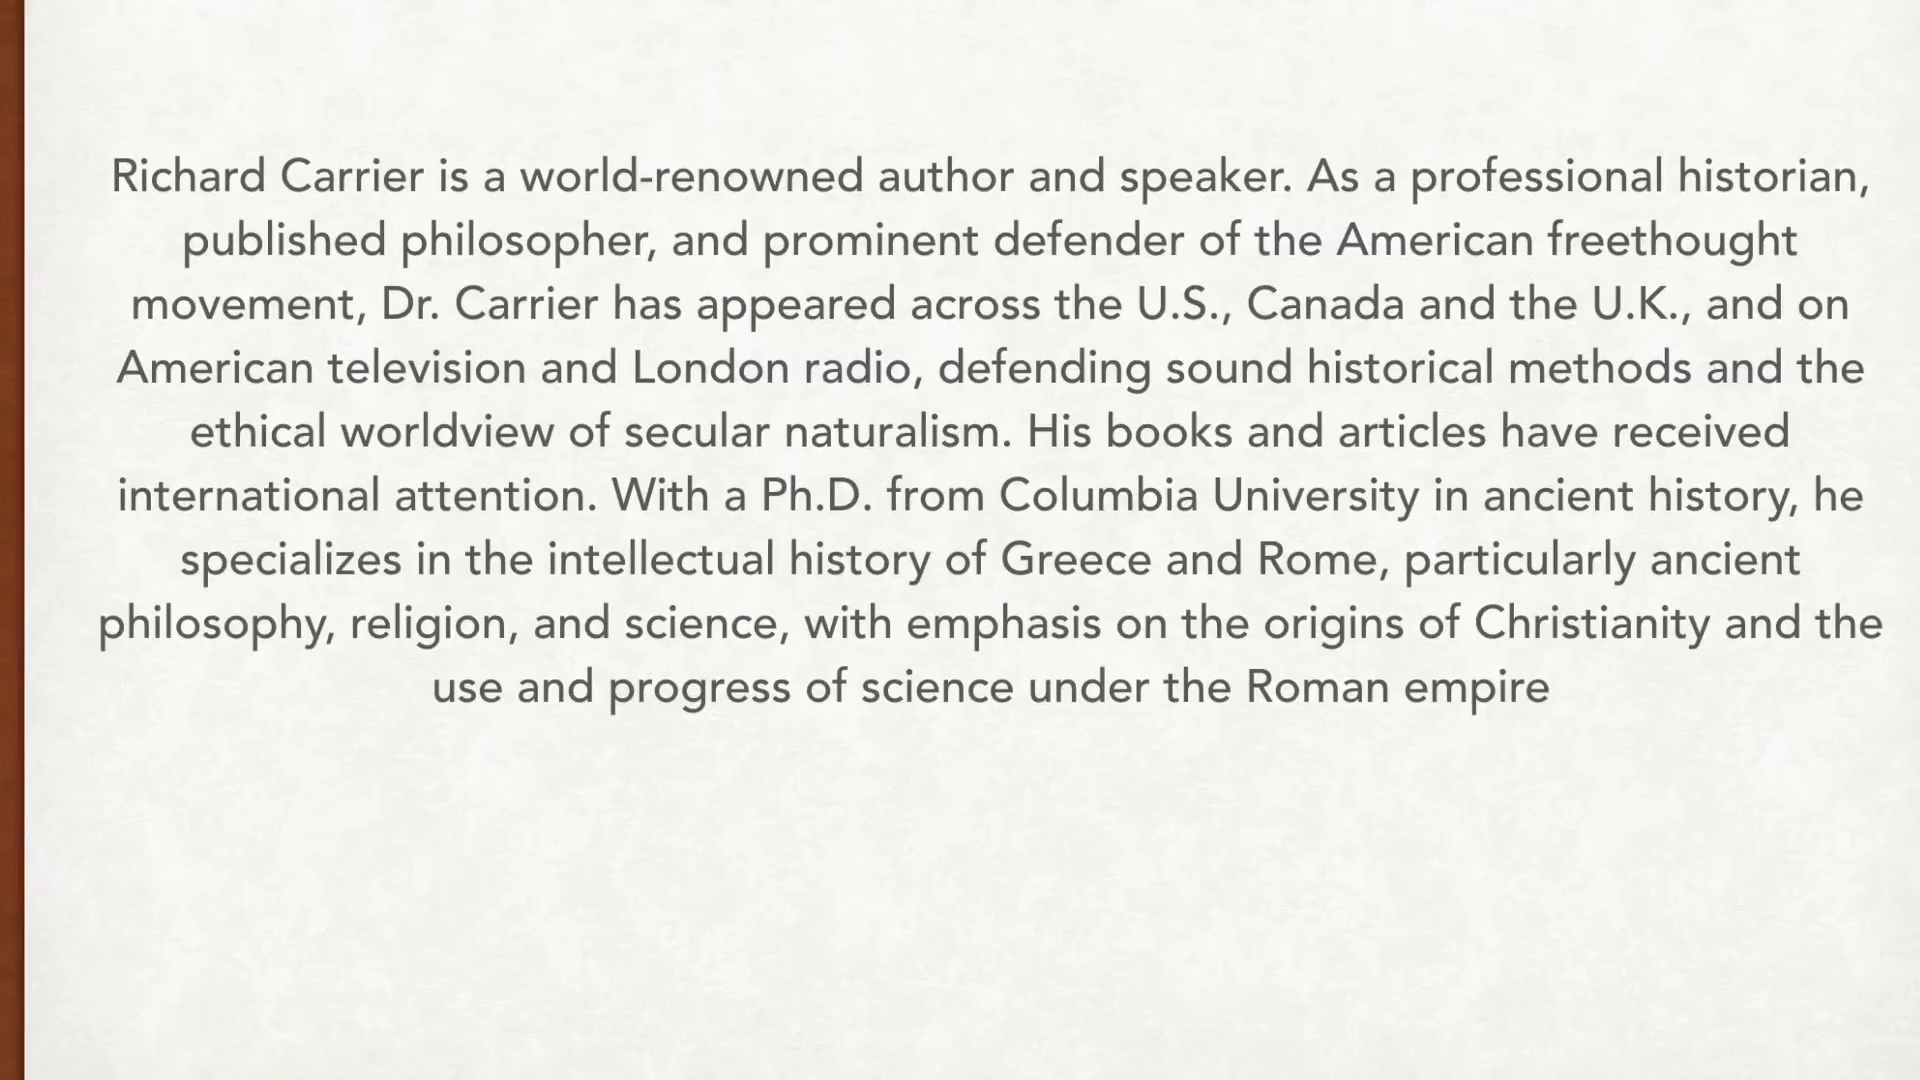 Richard Carrier is a world-renowned author and speaker. As a professional historian,
published philosopher, and prominent defender of the American freethought
movement, Dr. Carrier has appeared across the U.S., Canada and the U.K., and on
American television and London radio, defending sound historical methods and the
ethical worldview of secular naturalism. His books and articles have received
international attention. With a Ph.D. from Columbia University in ancient history, he
specializes in the intellectual history of Greece and Rome, particularly ancient
philosophy, religion, and science, with emphasis on the origins of Christianity and the
use and progress of science under the Roman empire